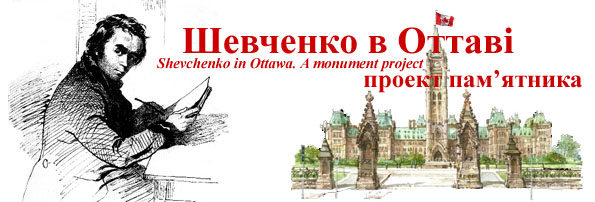 Шевченко в Оттаві
Shevchenko in Ottawa. A monument project
проект пам’ятника